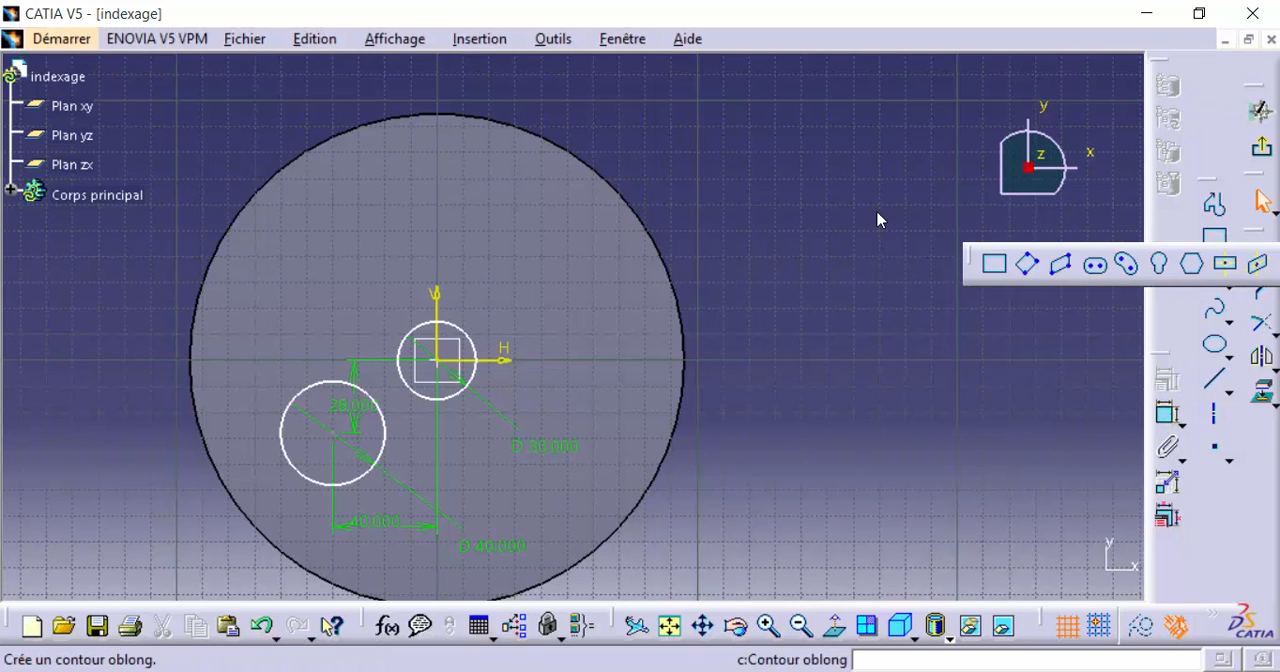 CATIA V5 - [indexage]
Démarrer ENOVIA V5 VPM Fichier Edition Affichage Insertion Outils Fenêtre Aide
indexage
Plan xy
Plan yz
Plan zx
Corps principal
y
z x
V
H
28,000
D 30,000
40,000
D 40,000
y
x
f(x)
DS CATIA
Crée un contour oblong. c:Contour oblong